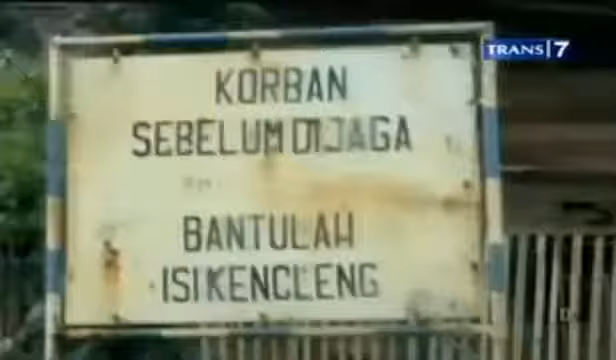 TRANS|7
KORBAN
SEBELUM DIJAGA
BANTULAH
ISI KENCLENG